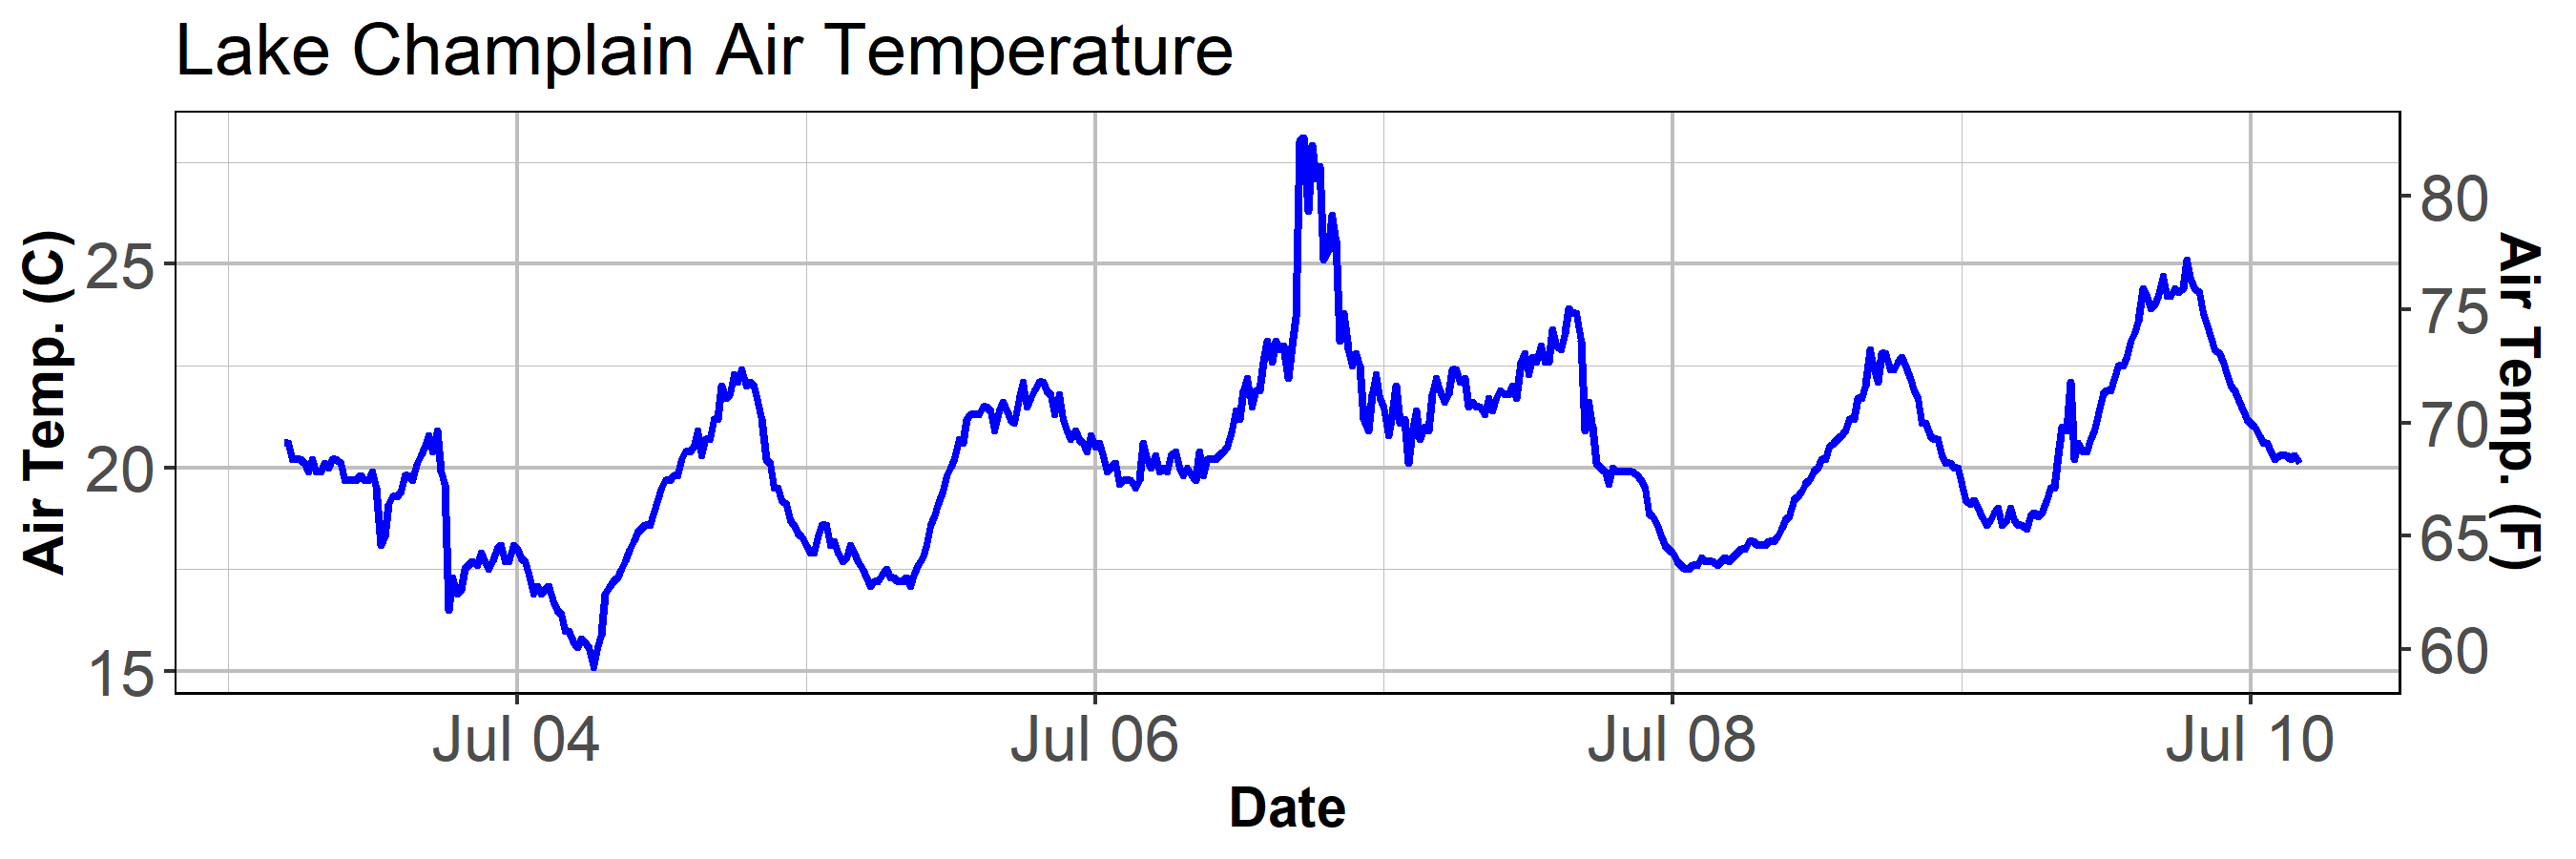 Lake Champlain Air Temperature
Air Temp. (C)
25
20
15
80
75
70
65
60
Air Temp. (F)
Jul 04
Jul 06
Jul 08
Jul 10
Date